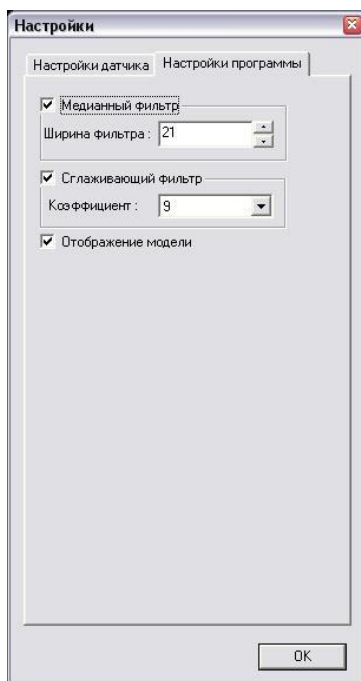 Настройки
Настройки датчика Настройки программы
Медианный фильтр
Ширина фильтра : 21
Сглаживающий фильтр
Коэффициент : 9
Отображение модели
OK